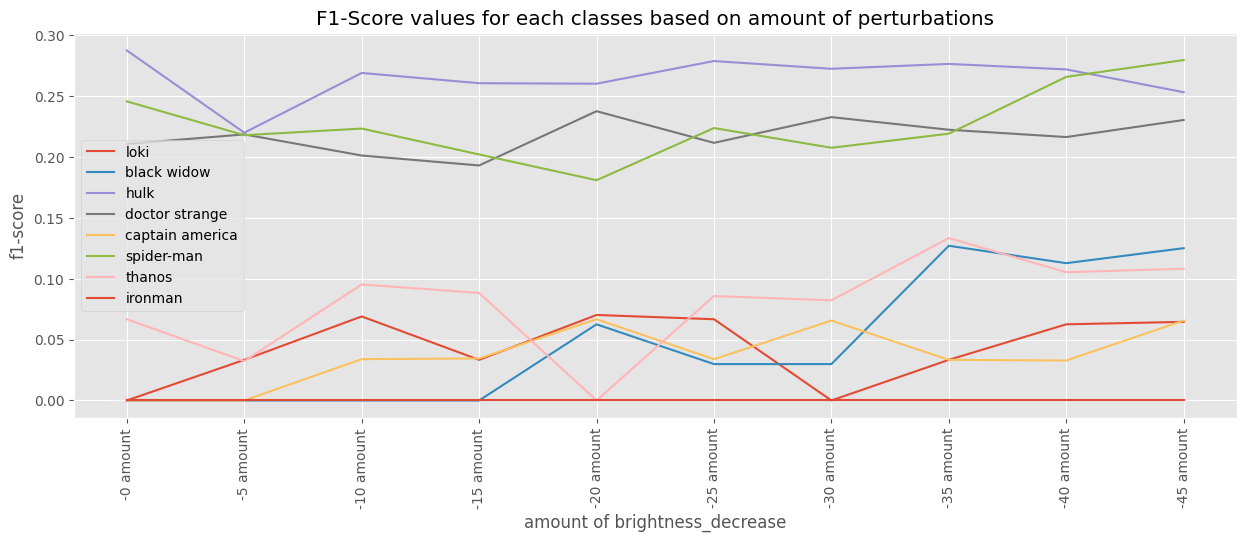 F1-Score values for each classes based on amount of perturbations
f1-score
0.30
0.25
0.20
0.15
0.10
0.05
0.00
loki
black widow
hulk
doctor strange
captain america
spider-man
thanos
ironman
-0 amount
-5 amount
-10 amount
-15 amount
-20 amount
-25 amount
-30 amount
-35 amount
-40 amount
-45 amount
amount of brightness_decrease